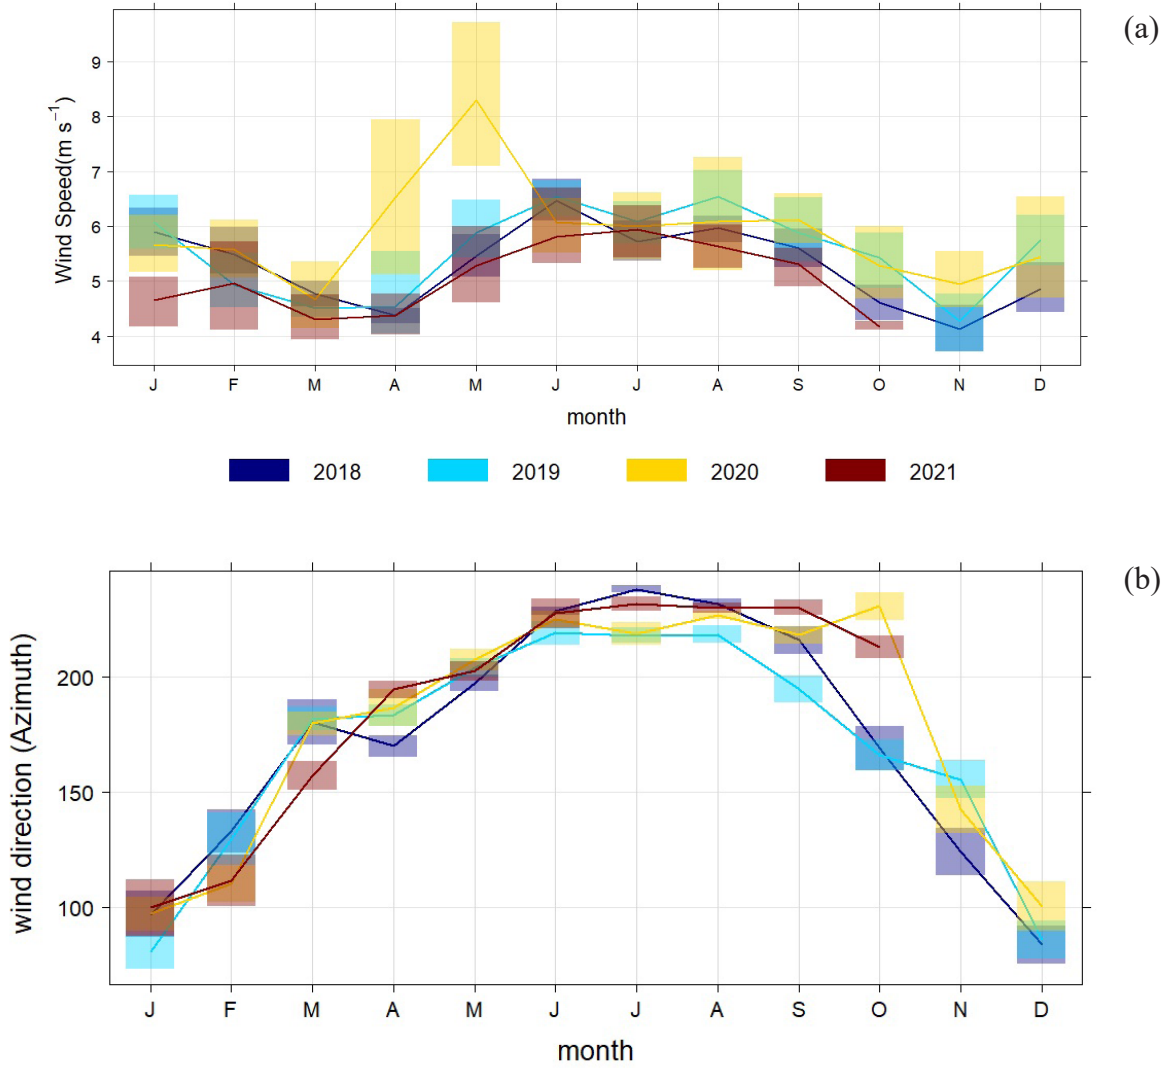 (a)
Wind Speed(m s⁻¹)
9
8
7
6
5
4
J F M A M J J A S O N D
month
2018 2019 2020 2021
(b)
wind direction (Azimuth)
200
150
100
J F M A M J J A S O N D
month